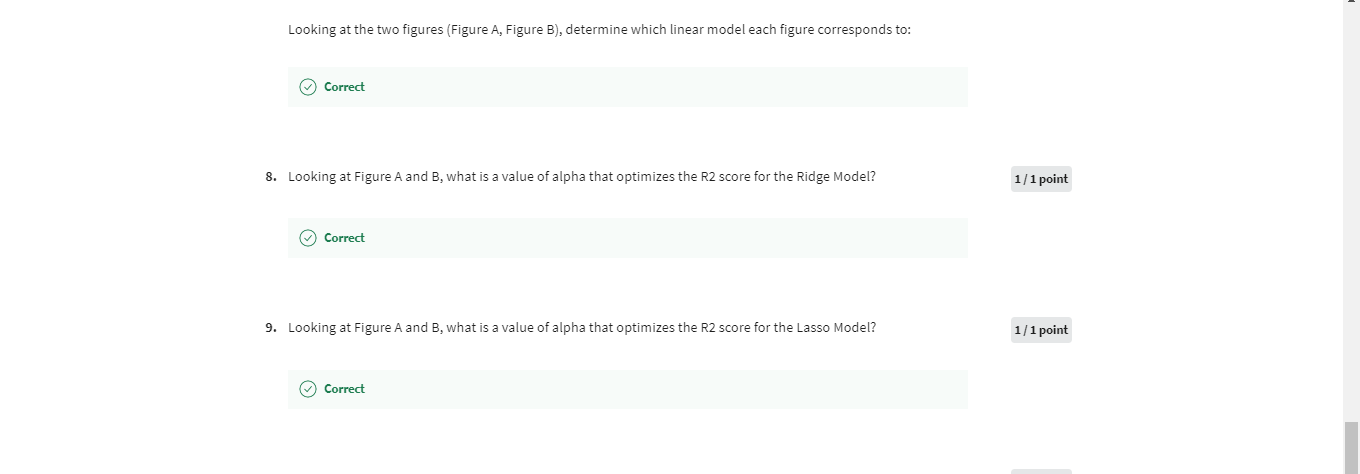 Looking at the two figures (Figure A, Figure B), determine which linear model each figure corresponds to:
Correct
8. Looking at Figure A and B, what is a value of alpha that optimizes the R2 score for the Ridge Model?
1 / 1 point
Correct
9. Looking at Figure A and B, what is a value of alpha that optimizes the R2 score for the Lasso Model?
1 / 1 point
Correct